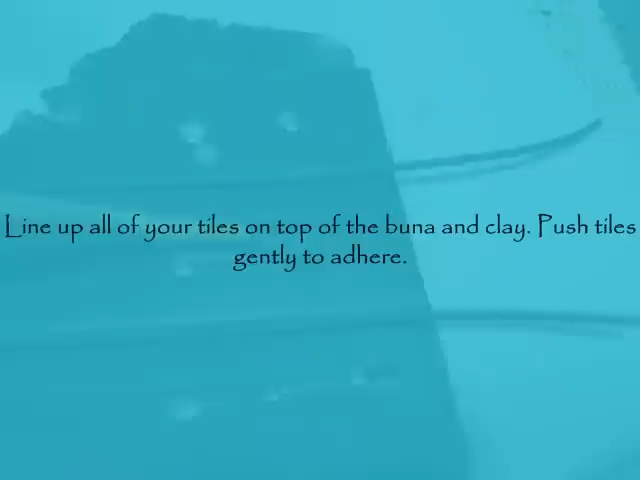 Line up all of your tiles on top of the buna and clay. Push tiles
gently to adhere.